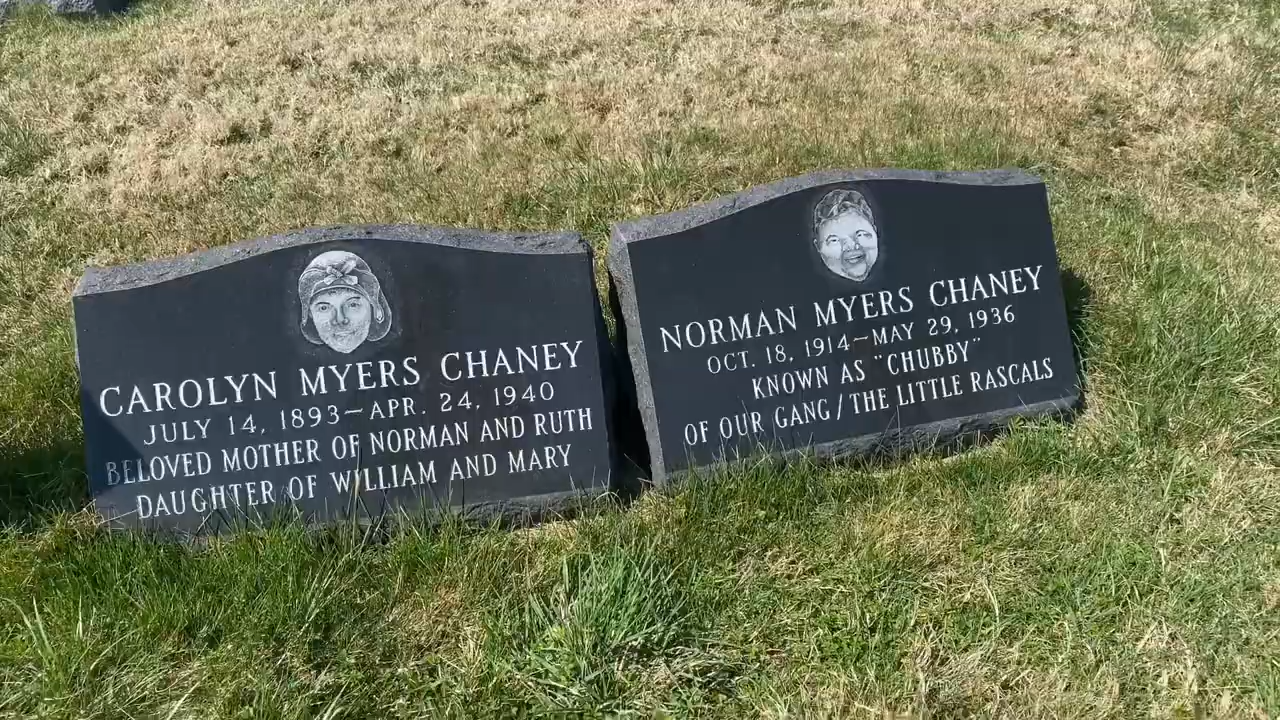 CAROLYN MYERS CHANEY
JULY 14, 1893~APR. 24, 1940
BELOVED MOTHER OF NORMAN AND RUTH
DAUGHTER OF WILLIAM AND MARY
NORMAN MYERS CHANEY
OCT. 18, 1914~MAY 29, 1936
KNOWN AS "CHUBBY"
OF OUR GANG/THE LITTLE RASCALS